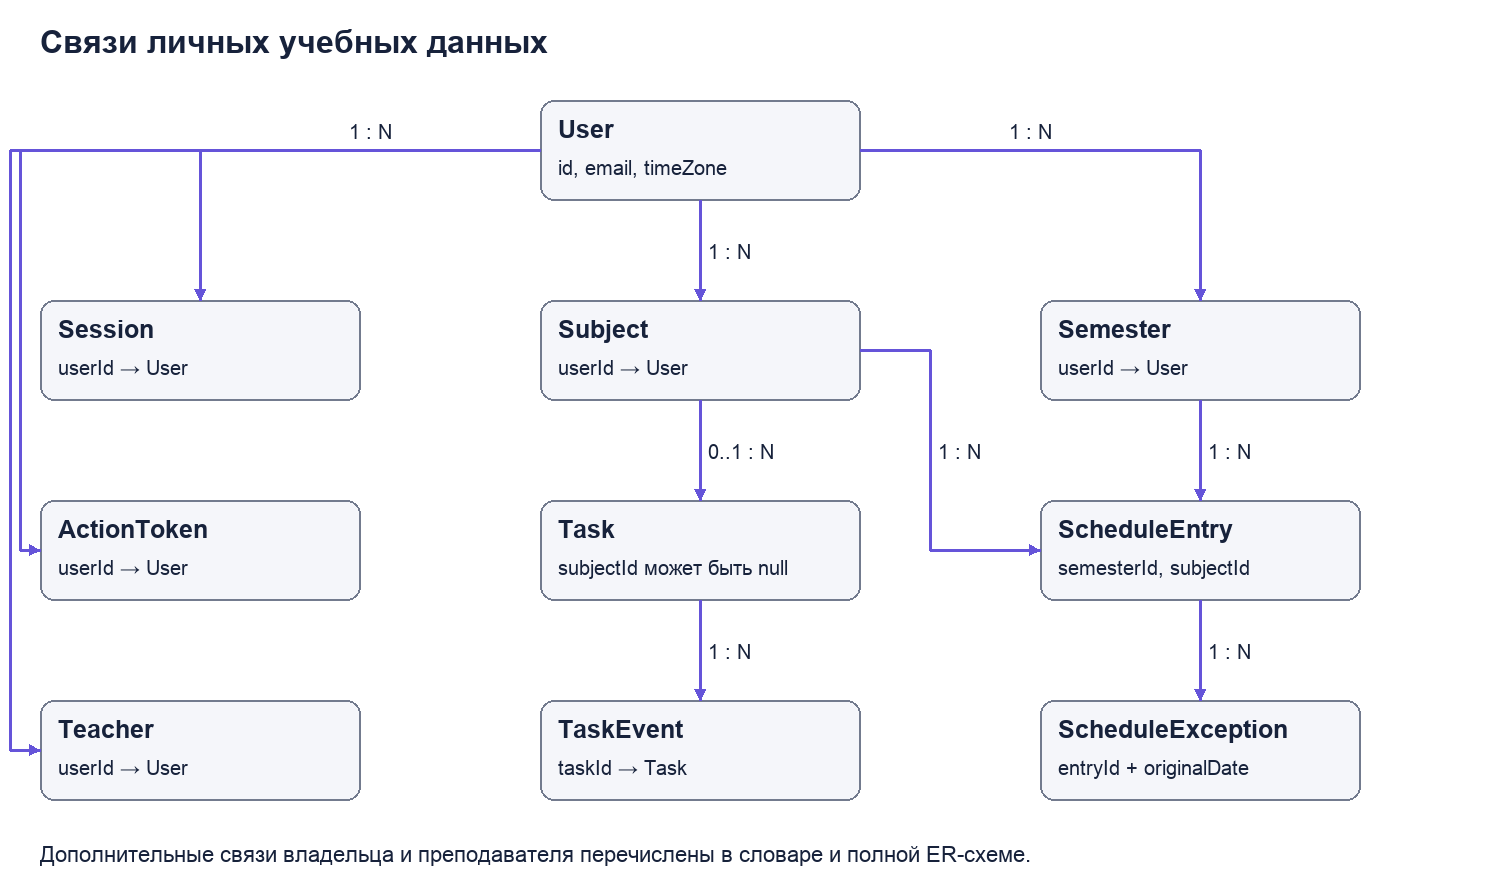 Связи личных учебных данных
1 : N
User
id, email, timeZone
1 : N
1 : N
Session
userId → User
Subject
userId → User
Semester
userId → User
0..1 : N
1 : N
1 : N
ActionToken
userId → User
Task
subjectId может быть null
ScheduleEntry
semesterId, subjectId
1 : N
1 : N
Teacher
userId → User
TaskEvent
taskId → Task
ScheduleException
entryId + originalDate
Дополнительные связи владельца и преподавателя перечислены в словаре и полной ER-схеме.